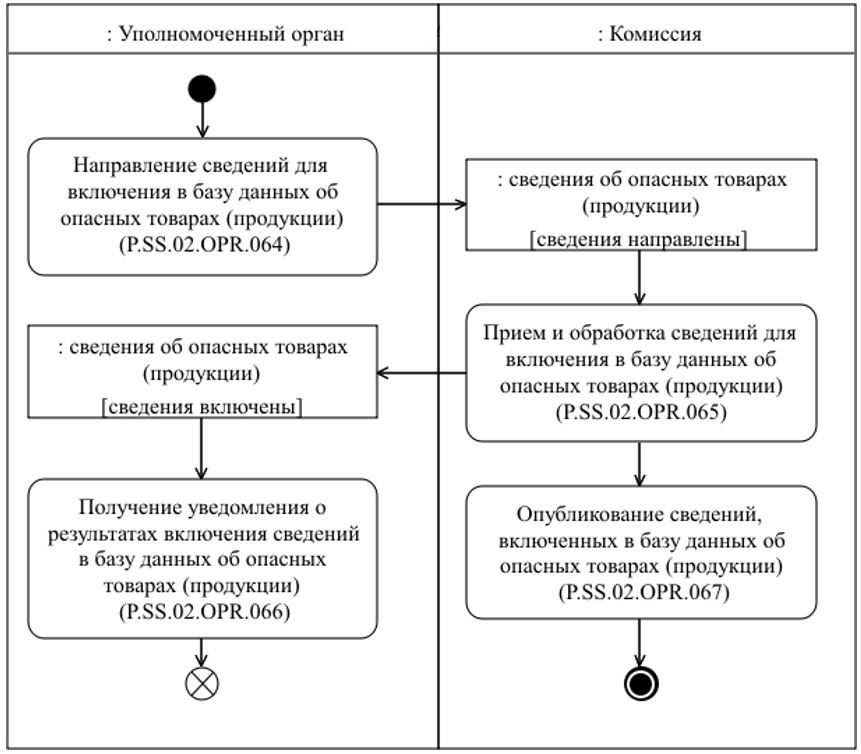 : Уполномоченный орган
: Комиссия
Направление сведений для
включения в базу данных об
опасных товарах (продукции)
(P.SS.02.OPR.064)
: сведения об опасных товарах
(продукции)
[сведения направлены]
Прием и обработка сведений для
включения в базу данных об
опасных товарах (продукции)
(P.SS.02.OPR.065)
: сведения об опасных товарах
(продукции)
[сведения включены]
Получение уведомления о
результатах включения сведений
в базу данных об опасных
товарах (продукции)
(P.SS.02.OPR.066)
Опубликование сведений,
включенных в базу данных об
опасных товарах (продукции)
(P.SS.02.OPR.067)